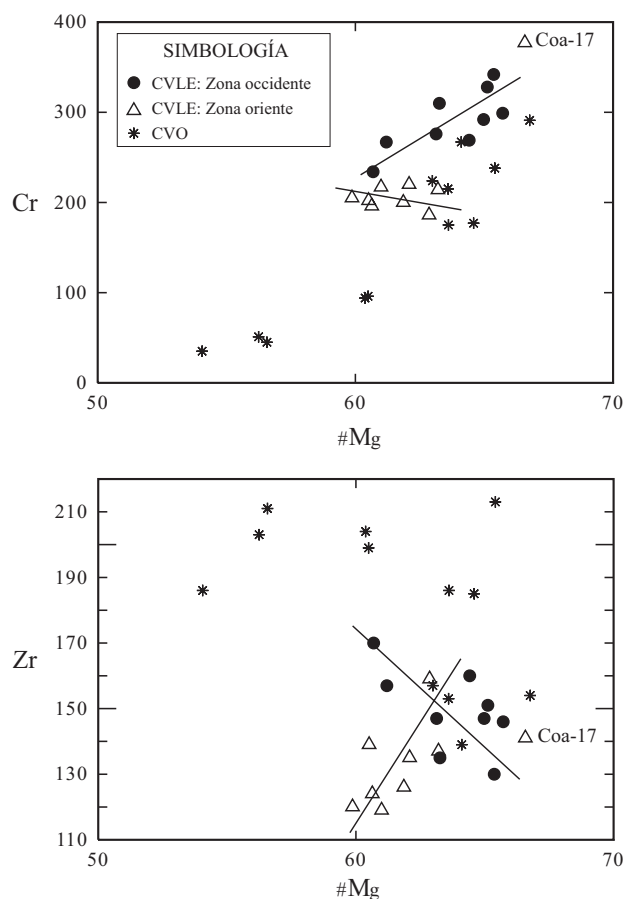 400
300
200
100
0
Cr
SIMBOLOGÍA
CVLE: Zona occidente
CVLE: Zona oriente
CVO
Coa-17
50 60 70
#Mg
210
190
170
150
130
110
Zr
Coa-17
50 60 70
#Mg